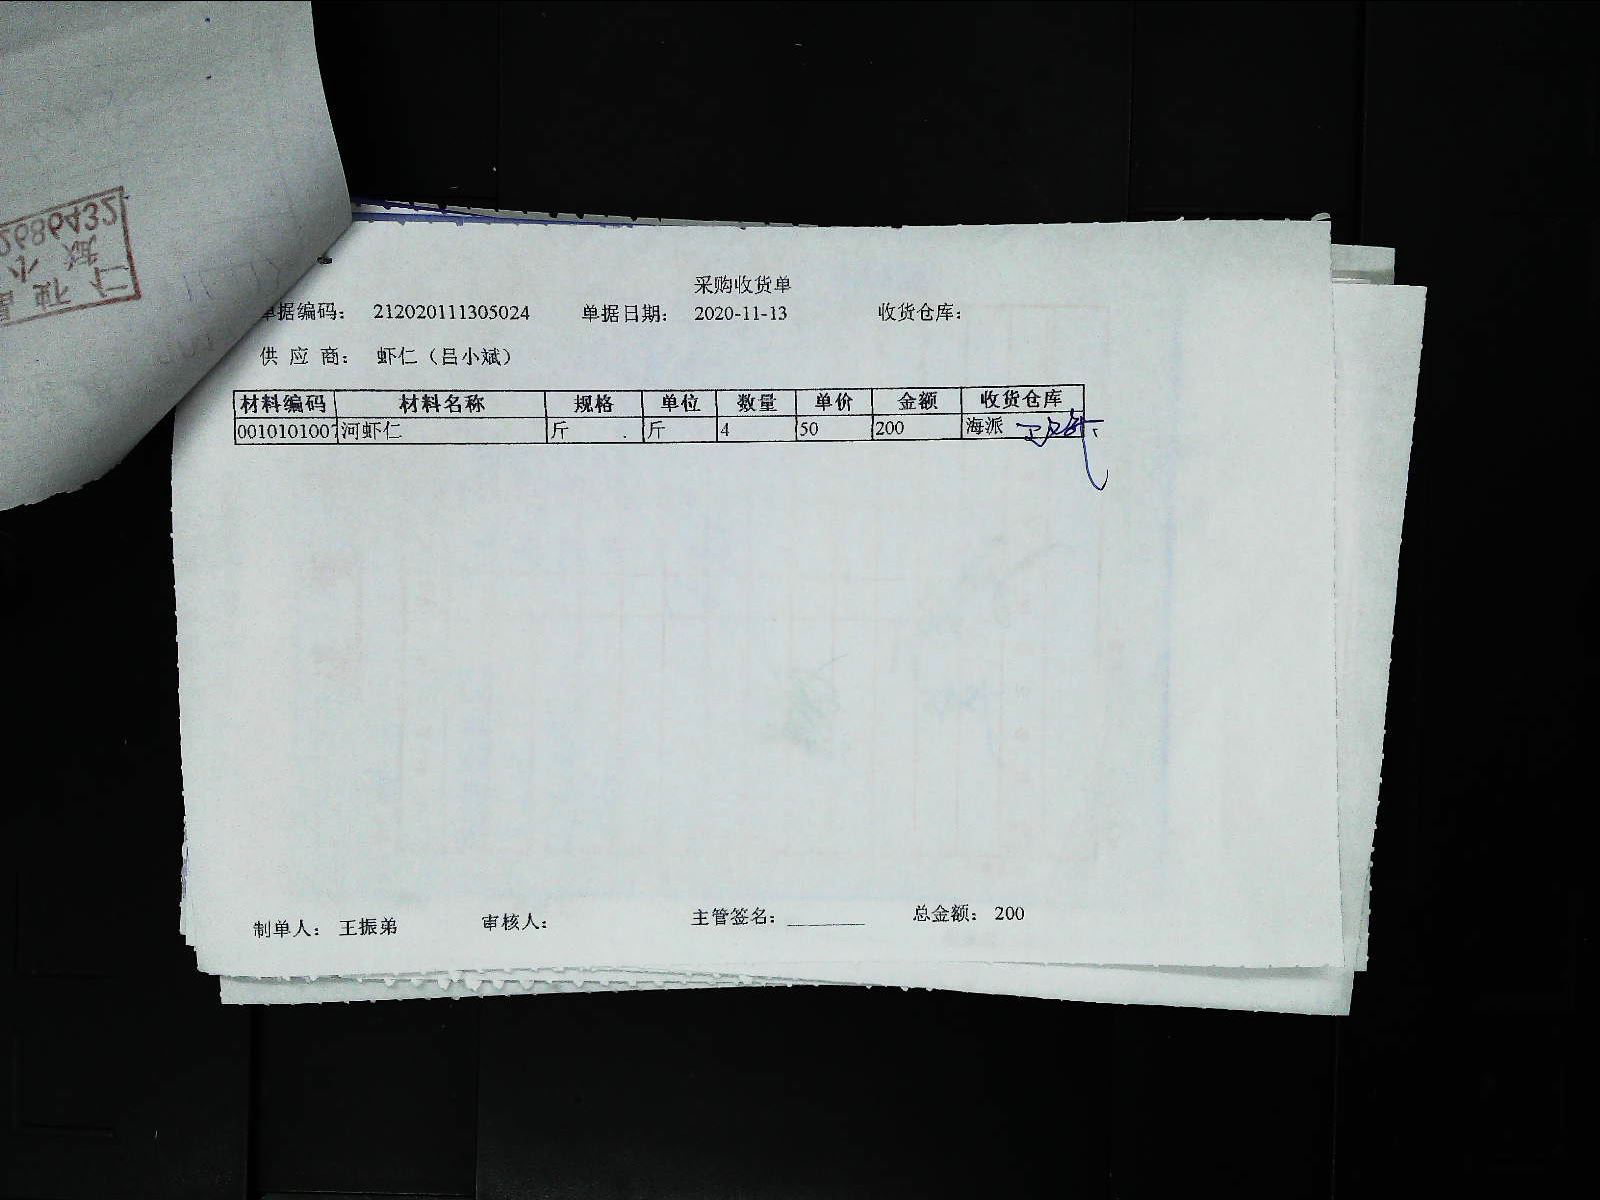 采购收货单
单据编码： 212020111305024 单据日期： 2020-11-13 收货仓库：
供 应 商： 虾仁（吕小斌）
材料编码 材料名称 规格 单位 数量 单价 金额 收货仓库
0010101007 河虾仁 斤 斤 4 50 200 海派
制单人： 王振弟 审核人： 主管签名： 总金额： 200